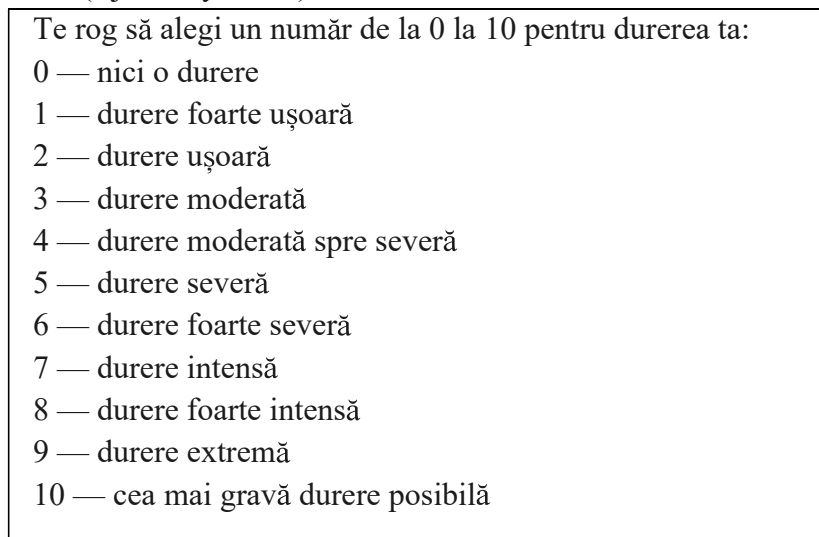 Te rog să alegi un număr de la 0 la 10 pentru durerea ta:
0 — nici o durere
1 — durere foarte ușoară
2 — durere ușoară
3 — durere moderată
4 — durere moderată spre severă
5 — durere severă
6 — durere foarte severă
7 — durere intensă
8 — durere foarte intensă
9 — durere extremă
10 — cea mai gravă durere posibilă